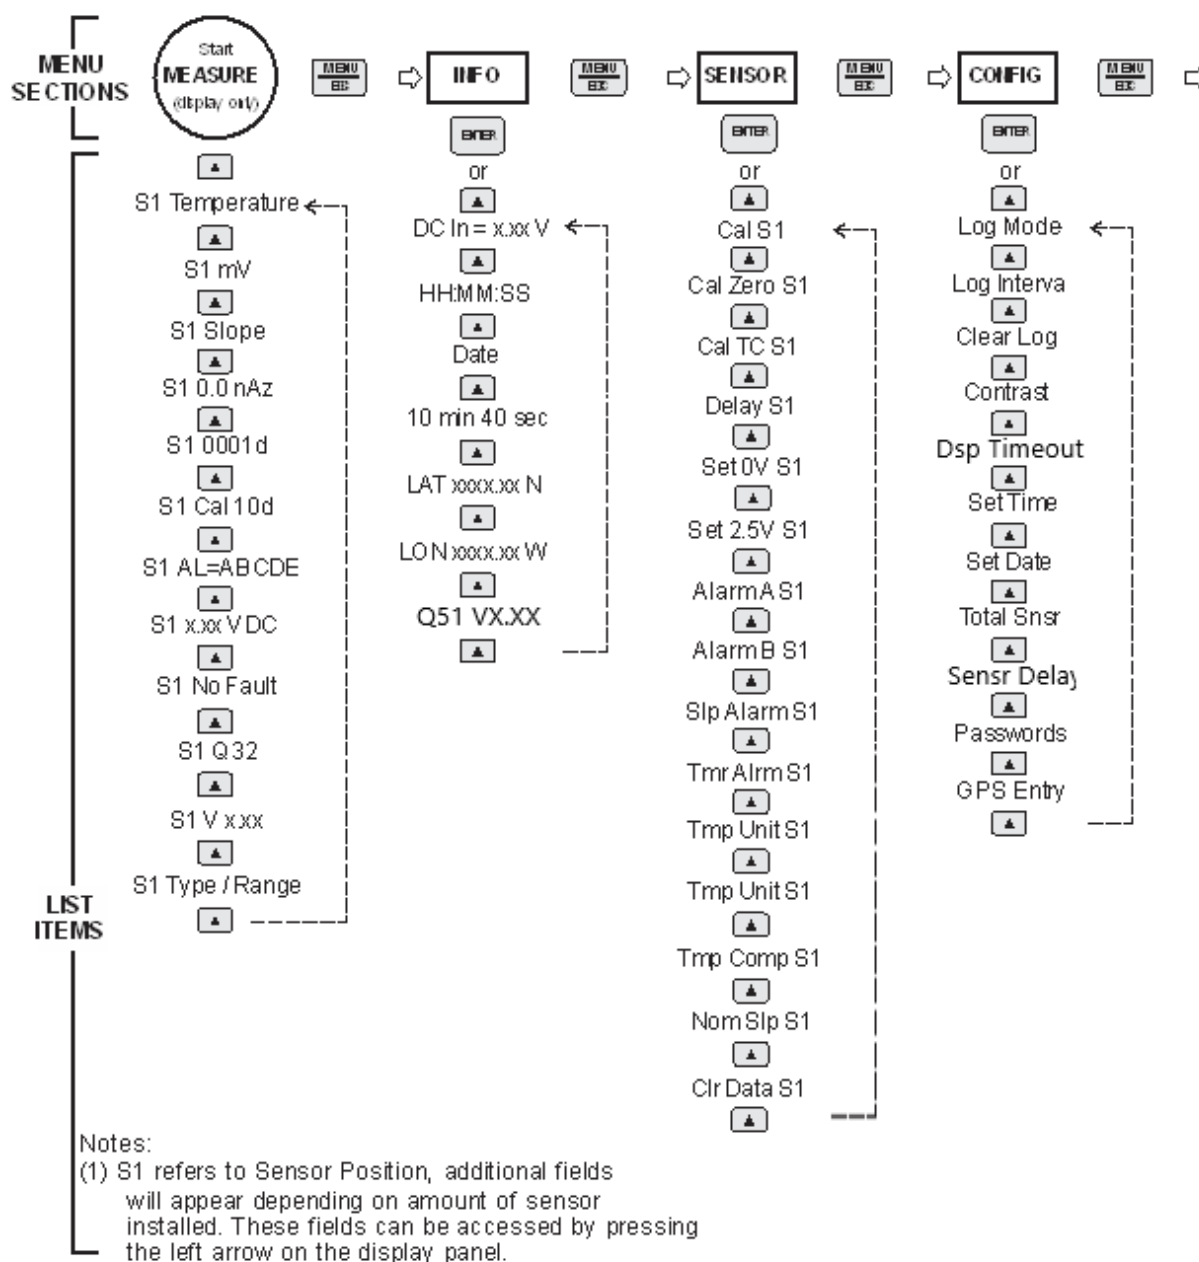 MENU
SECTIONS
Start
MEASURE
(display only)
MENU
ESC
INFO
MENU
ESC
SENSOR
MENU
ESC
CONFIG
MENU
ESC
LIST
ITEMS
S1 Temperature
S1 mV
S1 Slope
S1 0.0 nAz
S1 0001d
S1 Cal 10d
S1 AL=ABCDE
S1 x.xx VDC
S1 No Fault
S1 Q32
S1 V x.xx
S1 Type / Range
ENTER
or
DC In = x.xx V
HH:MM:SS
Date
10 min 40 sec
LAT xxxx.xx N
LON xxxx.xx W
Q51 VX.XX
ENTER
or
Cal S1
Cal Zero S1
Cal TC S1
Delay S1
Set 0V S1
Set 2.5V S1
Alarm A S1
Alarm B S1
Slp Alarm S1
Tmr Alrm S1
Tmp Unit S1
Tmp Unit S1
Tmp Comp S1
Nom Slp S1
Clr Data S1
ENTER
or
Log Mode
Log Interva
Clear Log
Contrast
Dsp Timeout
Set Time
Set Date
Total Snsr
Sensr Delay
Passwords
GPS Entry
Notes:
(1) S1 refers to Sensor Position, additional fields
will appear depending on amount of sensor
installed. These fields can be accessed by pressing
the left arrow on the display panel.